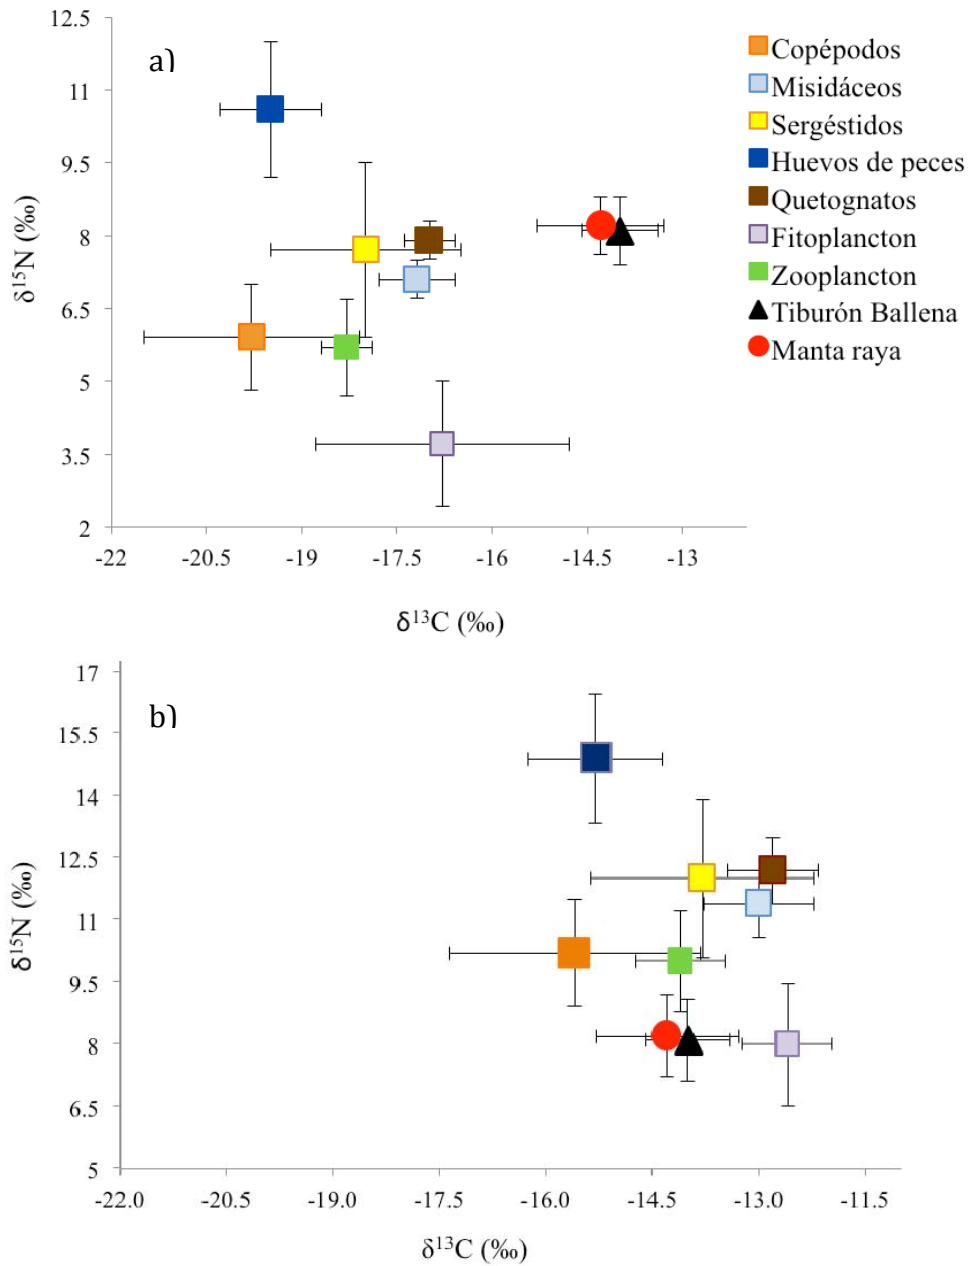 12.5
a)
11
9.5
8
6.5
5
3.5
2
δ15N (‰)
-22
-20.5
-19
-17.5
-16
-14.5
-13
δ13C (‰)
Copépodos
Misidáceos
Sergéstidos
Huevos de peces
Quetognatos
Fitoplancton
Zooplancton
Tiburón Ballena
Manta raya
17
b)
15.5
14
12.5
11
9.5
8
6.5
5
δ15N (‰)
-22.0
-20.5
-19.0
-17.5
-16.0
-14.5
-13.0
-11.5
δ13C (‰)